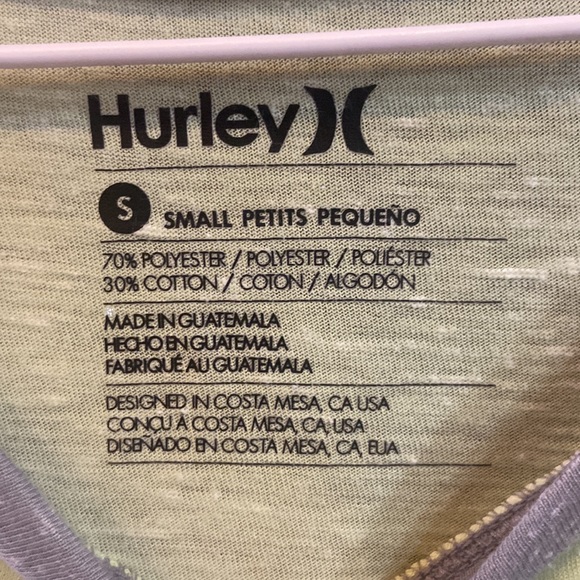 Hurley
S SMALL PETITS PEQUEÑO
70% POLYESTER / POLYESTER / POLIÉSTER
30% COTTON / COTON / ALGODÓN
MADE IN GUATEMALA
HECHO EN GUATEMALA
FABRIQUÉ AU GUATEMALA
DESIGNED IN COSTA MESA, CA USA
CONÇU À COSTA MESA, CA, USA
DISEÑADO EN COSTA MESA, CA, EUA